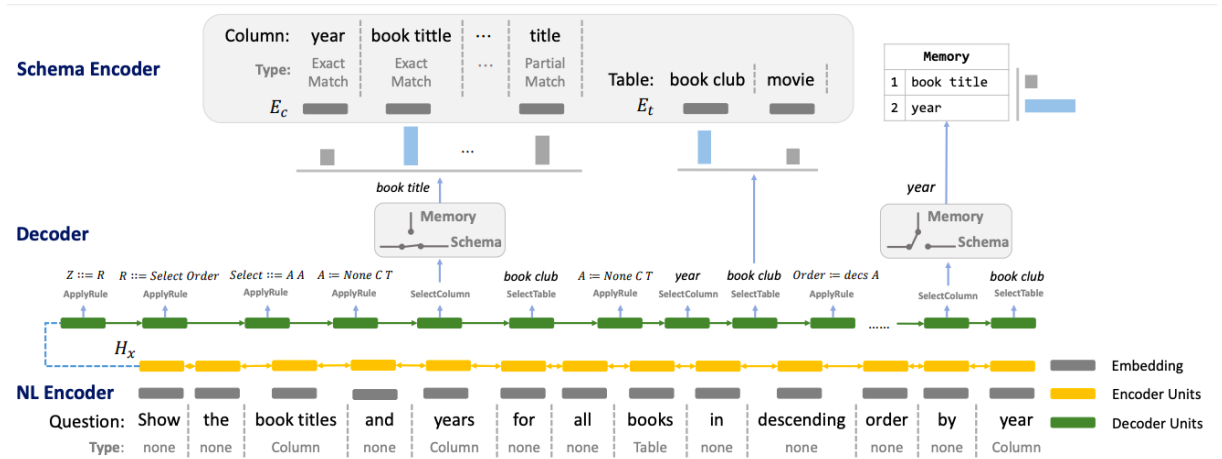 Schema Encoder
Column: year book tittle ... title
Type: Exact Match Exact Match ... Partial Match
E_c
Table: book club movie
E_t
Memory
1 book title
2 year
...
book title
year
Memory
Schema
Memory
Schema
Decoder
Z ::= R R ::= Select Order Select ::= A A A ≔ None C T book club A ≔ None C T year book club Order ≔ decs A book club
ApplyRule ApplyRule ApplyRule ApplyRule SelectColumn SelectTable ApplyRule SelectColumn SelectTable ApplyRule SelectColumn SelectTable
......
H_x
NL Encoder
Question: Show the book titles and years for all books in descending order by year
Type: none none Column none Column none none Table none none none none Column
Embedding
Encoder Units
Decoder Units